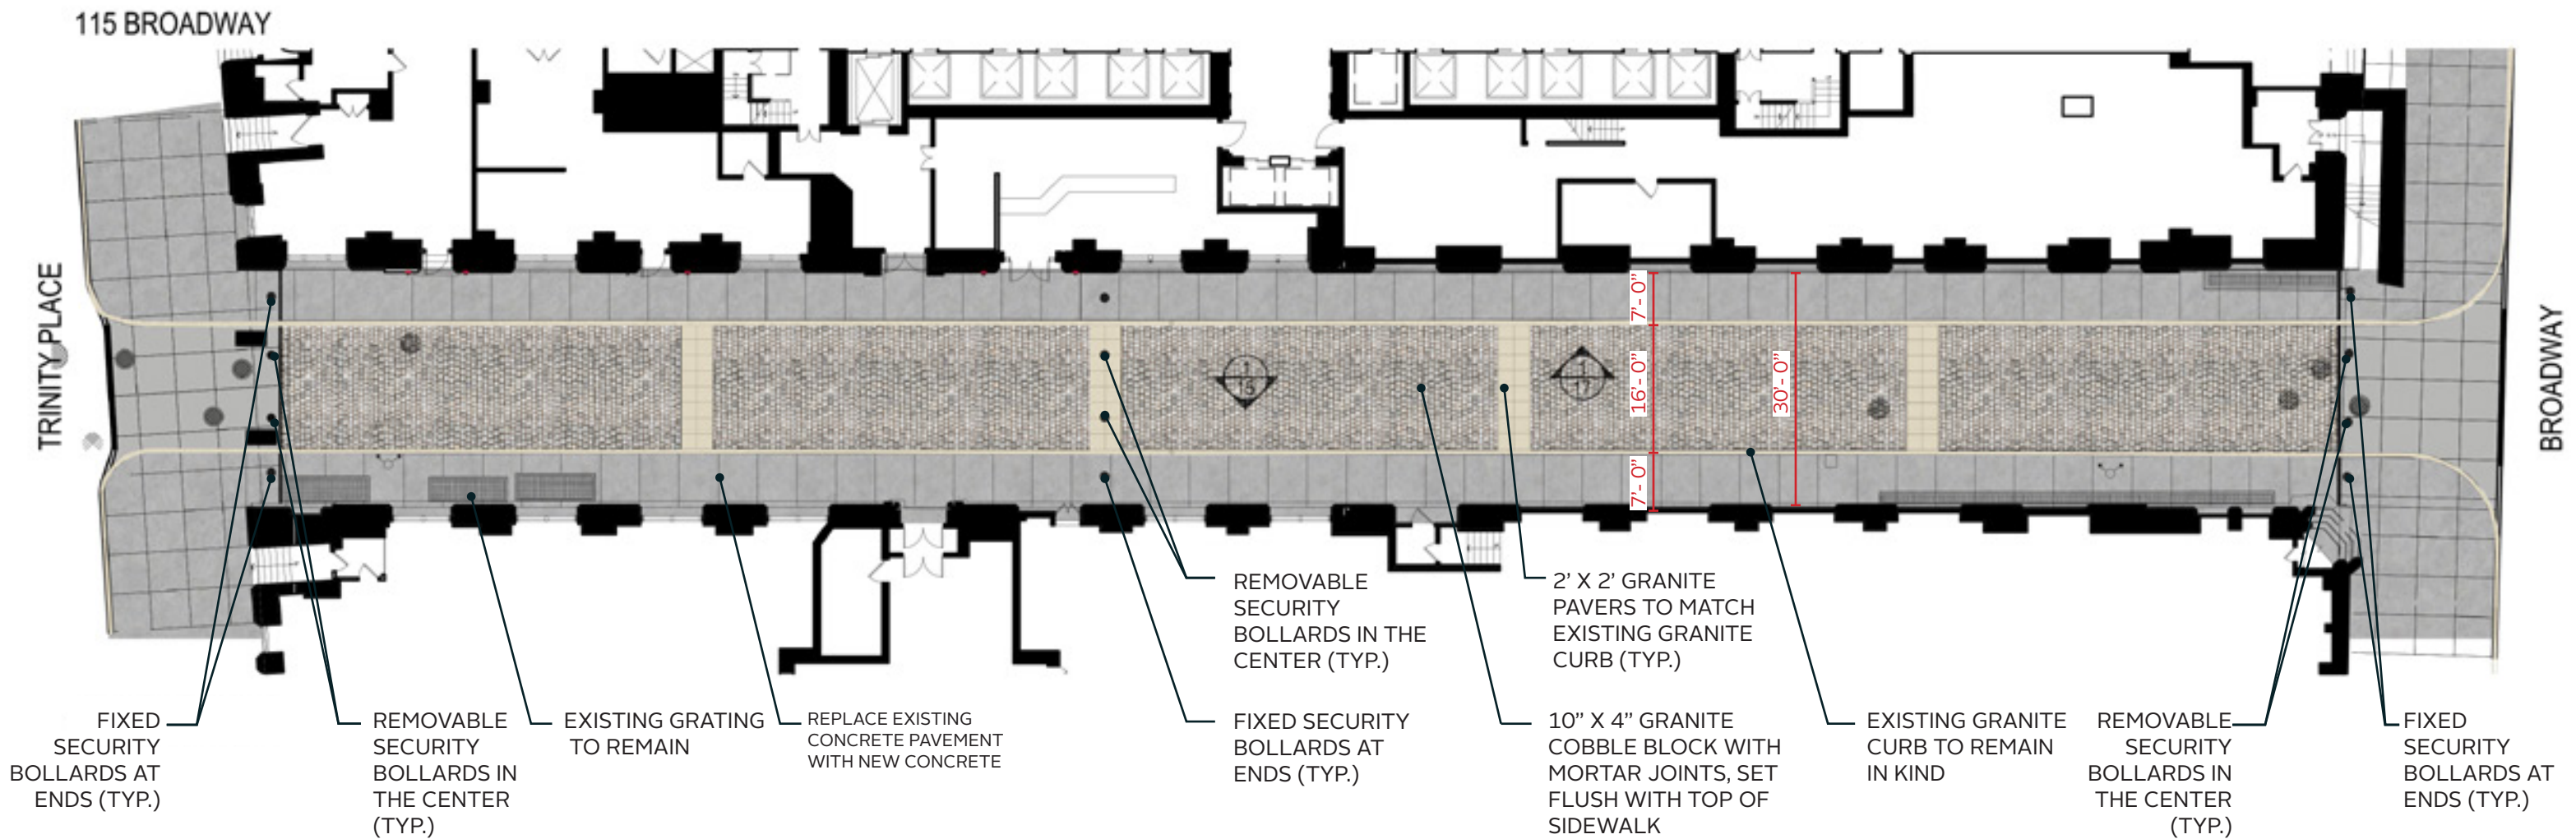 115 BROADWAY
TRINITY PLACE
BROADWAY
7'- 0"
16'- 0"
30'- 0"
7'- 0"
1
15
1
17
REMOVABLE
SECURITY
BOLLARDS IN THE
CENTER (TYP.)
2' X 2' GRANITE
PAVERS TO MATCH
EXISTING GRANITE
CURB (TYP.)
FIXED
SECURITY
BOLLARDS AT
ENDS (TYP.)
REMOVABLE
SECURITY
BOLLARDS IN
THE CENTER
(TYP.)
EXISTING GRATING
TO REMAIN
REPLACE EXISTING
CONCRETE PAVEMENT
WITH NEW CONCRETE
FIXED SECURITY
BOLLARDS AT
ENDS (TYP.)
10" X 4" GRANITE
COBBLE BLOCK WITH
MORTAR JOINTS, SET
FLUSH WITH TOP OF
SIDEWALK
EXISTING GRANITE
CURB TO REMAIN
IN KIND
REMOVABLE
SECURITY
BOLLARDS IN
THE CENTER
(TYP.)
FIXED
SECURITY
BOLLARDS AT
ENDS (TYP.)